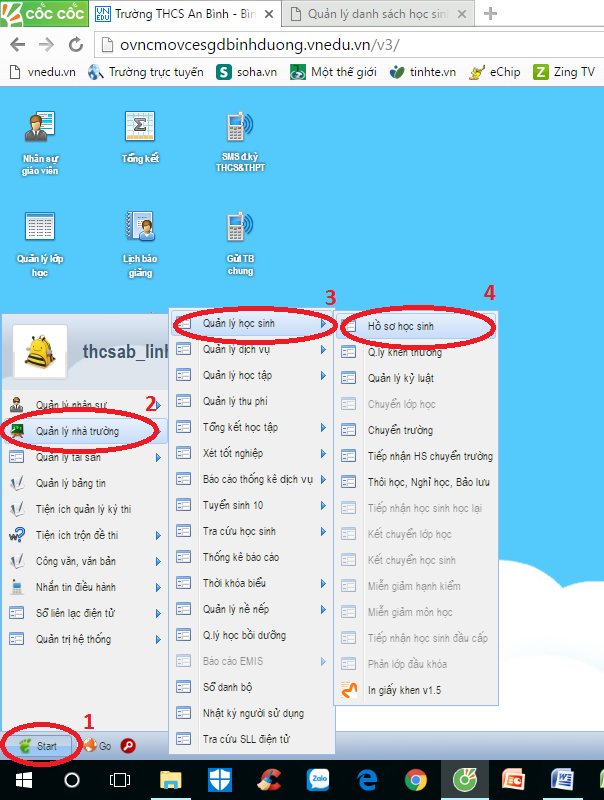 cốc cốc
Trường THCS An Bình - Bìn
Quản lý danh sách học sinh
ovncmovcesgdbinhduong.vnedu.vn/v3/
vnedu.vn
Trường trực tuyến
soha.vn
Một thế giới
tinhte.vn
eChip
Zing TV
Nhân sự
giáo viên
Tổng kết
SMS đ.ký
THCS&THPT
Quản lý lớp
học
Lịch báo
giảng
Gửi TB
chung
thcsab_linl
Quản lý nhân sự
2
Quản lý nhà trường
Quản lý tài sản
Quản lý bảng tin
Tiện ích quản lý kỳ thi
Tiện ích trộn đề thi
Công văn, văn bản
Nhắn tin điều hành
Sổ liên lạc điện tử
Quản trị hệ thống
3
Quản lý học sinh
Quản lý dịch vụ
Quản lý học tập
Quản lý thu phí
Tổng kết học tập
Xét tốt nghiệp
Báo cáo thống kê dịch vụ
Tuyển sinh 10
Tra cứu học sinh
Thống kê báo cáo
Thời khóa biểu
Quản lý nề nếp
Q.lý học bồi dưỡng
Báo cáo EMIS
Sổ danh bộ
Nhật ký người sử dụng
Tra cứu SLL điện tử
4
Hồ sơ học sinh
Q.lý khen thưởng
Quản lý kỷ luật
Chuyển lớp học
Chuyển trường
Tiếp nhận HS chuyển trường
Thôi học, Nghỉ học, Bảo lưu
Tiếp nhận học sinh học lại
Kết chuyển lớp học
Kết chuyển học sinh
Miễn giảm hạnh kiểm
Miễn giảm môn học
Tiếp nhận học sinh đầu cấp
Phân lớp đầu khóa
In giấy khen v1.5
1
Start
Go
Zalo